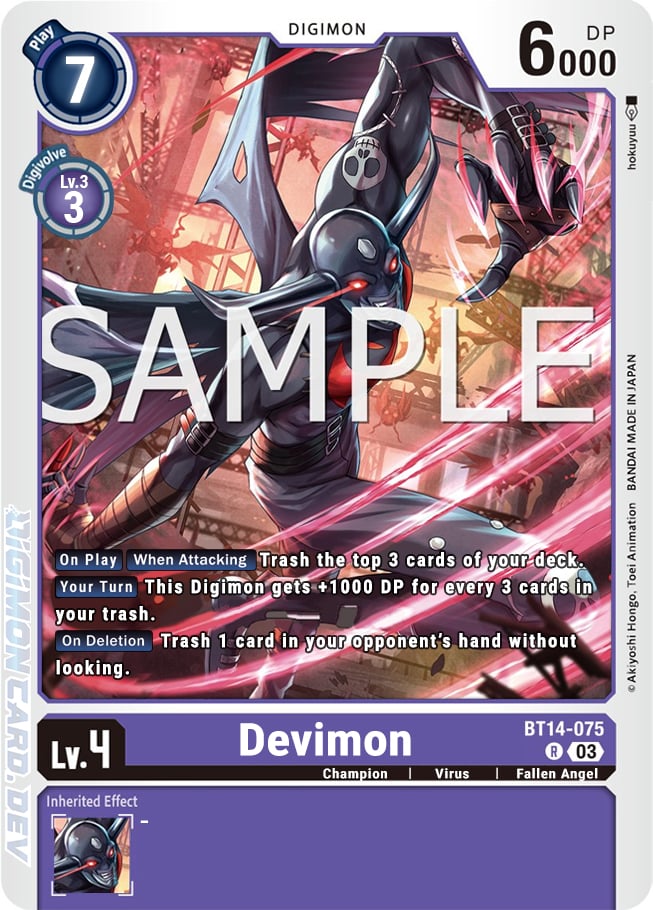 Play
7
DIGIMON
DP
6000
Digivolve
Lv.3
3
hokuyuu
SAMPLE
© Akiyoshi Hongo, Toei Animation BANDAI MADE IN JAPAN
On Play When Attacking Trash the top 3 cards of your deck.
Your Turn This Digimon gets +1000 DP for every 3 cards in
your trash.
On Deletion Trash 1 card in your opponent's hand without
looking.
Lv.4
Devimon
BT14-075
R 03
Champion | Virus | Fallen Angel
Inherited Effect
-
DIGIMONCARD.DEV